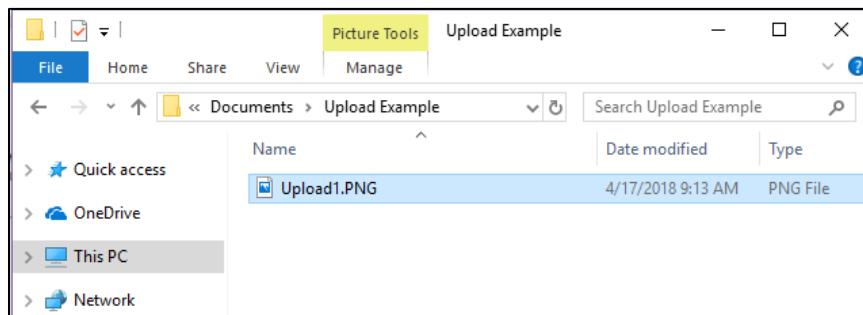 Picture Tools Upload Example
File Home Share View Manage
« Documents > Upload Example Search Upload Example
Name Date modified Type
Quick access
Upload1.PNG 4/17/2018 9:13 AM PNG File
OneDrive
This PC
Network